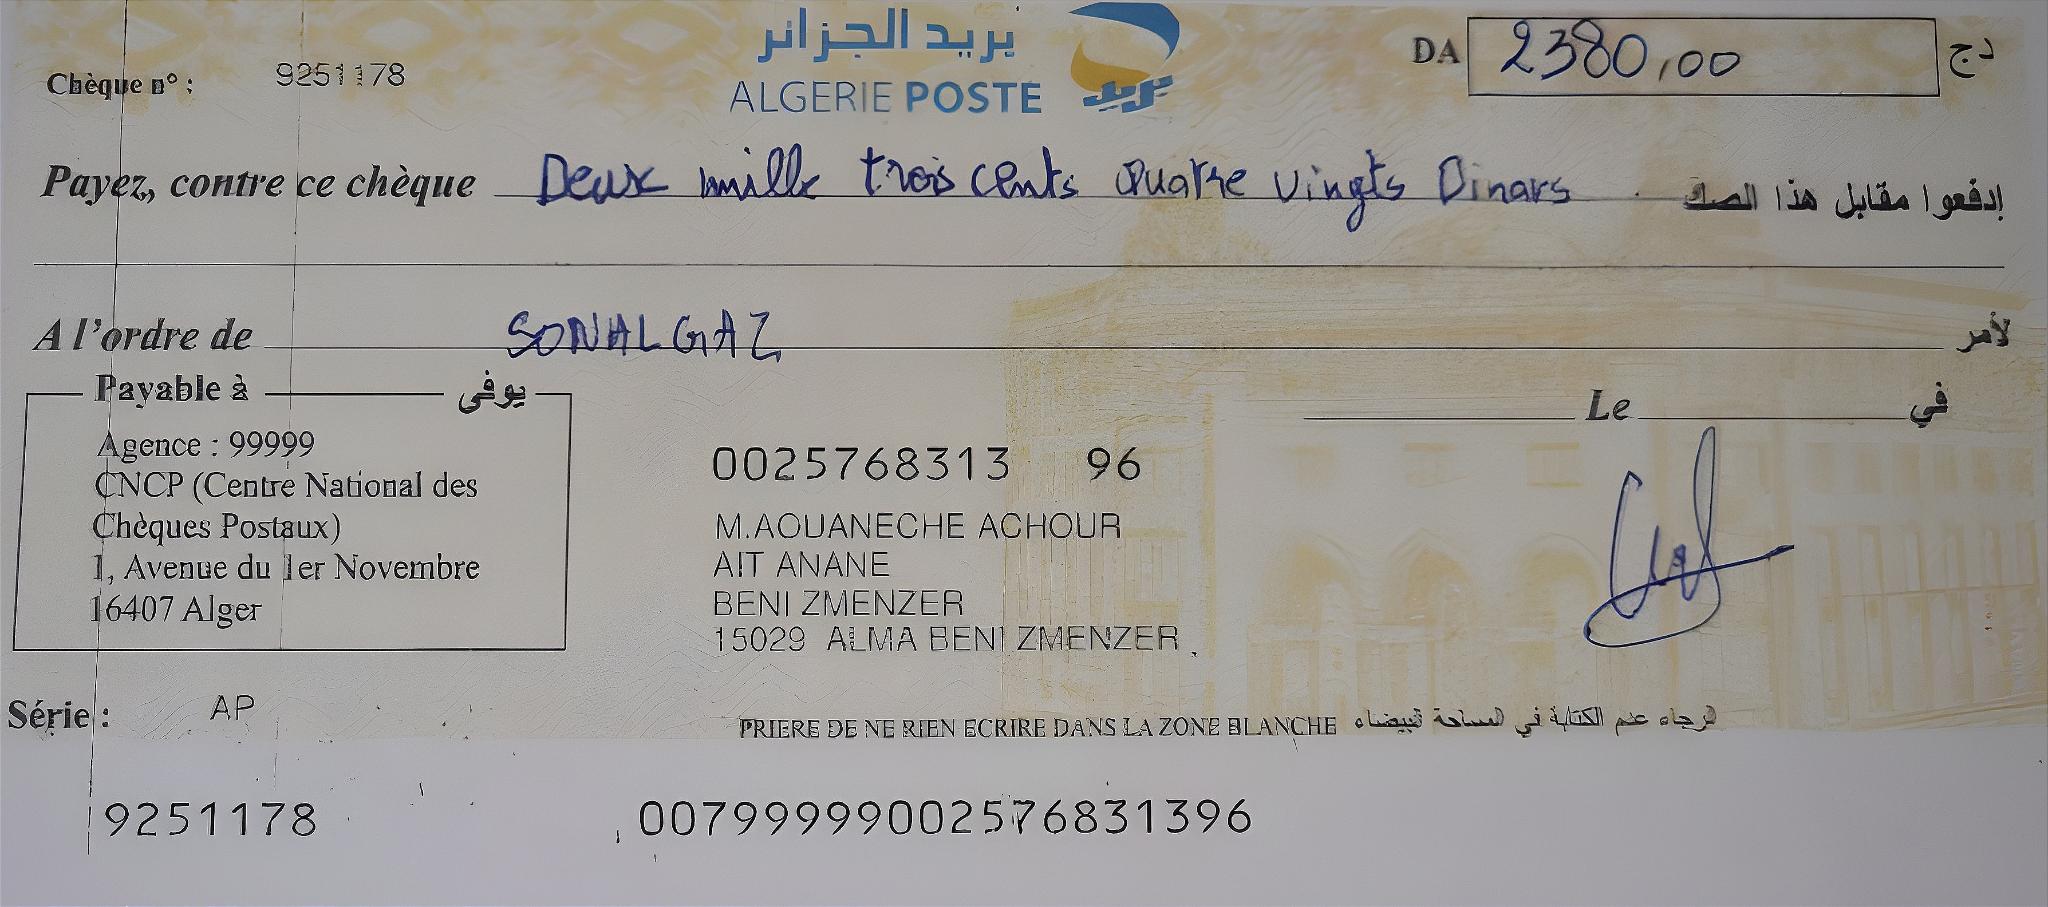 بريد الجزائر
ALGERIE POSTE
بريد
Chèque n° : 9251178
DA 2380,00 دج
Payez, contre ce chèque Deux mille trois cents Quatre vingts Dinars إدفعوا مقابل هذا الصك
A l'ordre de SONALGAZ لأمر
Payable à يوفى
Le في
Agence : 99999
CNCP (Centre National des
Chèques Postaux)
1, Avenue du 1er Novembre
16407 Alger
0025768313 96
M.AOUANECHE ACHOUR
AIT ANANE
BENI ZMENZER
15029 ALMA BENI ZMENZER
Série : AP
PRIERE DE NE RIEN ECRIRE DANS LA ZONE BLANCHE الرجاء عدم الكتابة في المساحة البيضاء
9251178 00799999002576831396